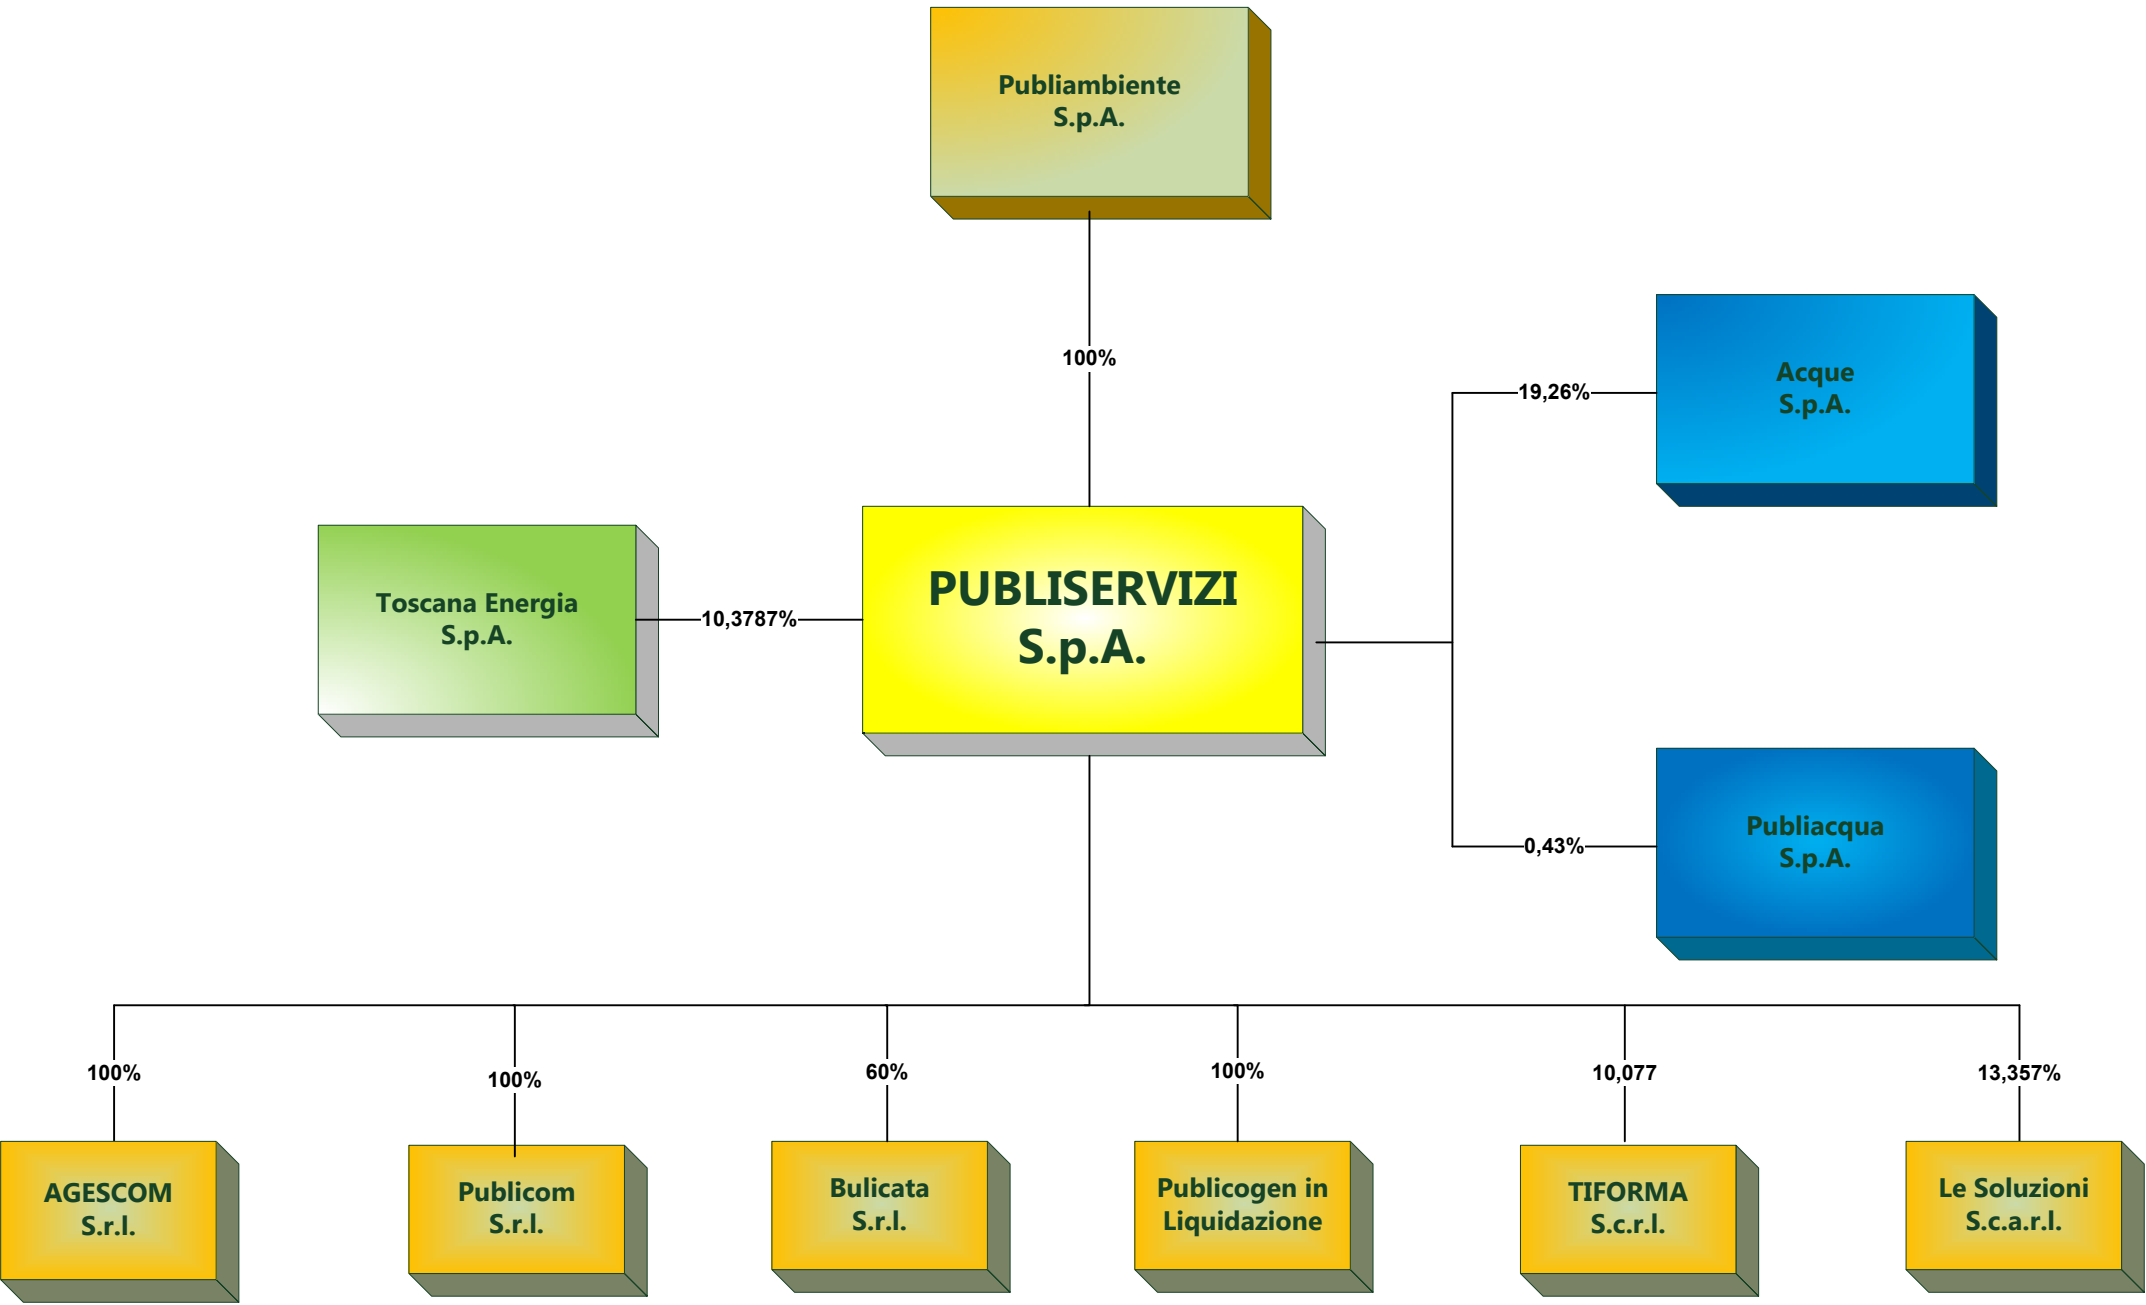 Publiambiente
S.p.A.
100%
19,26%
Acque
S.p.A.
Toscana Energia
S.p.A.
10,3787%
PUBLISERVIZI
S.p.A.
0,43%
Publiacqua
S.p.A.
100%
100%
60%
100%
10,077
13,357%
AGESCOM
S.r.l.
Publicom
S.r.l.
Bulicata
S.r.l.
Publicogen in
Liquidazione
TIFORMA
S.c.r.l.
Le Soluzioni
S.c.a.r.l.